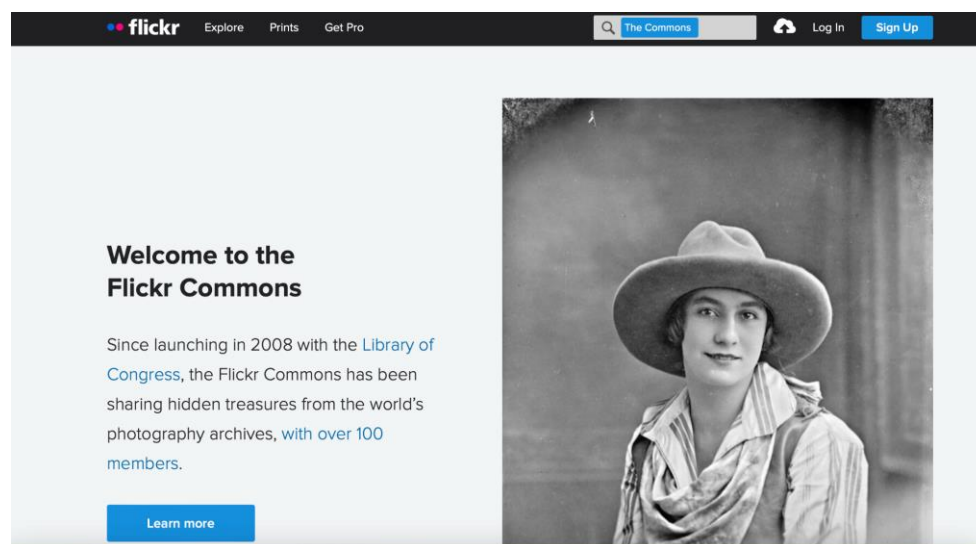 flickr Explore Prints Get Pro The Commons Log In Sign Up
Welcome to the
Flickr Commons
Since launching in 2008 with the Library of
Congress, the Flickr Commons has been
sharing hidden treasures from the world's
photography archives, with over 100
members.
Learn more